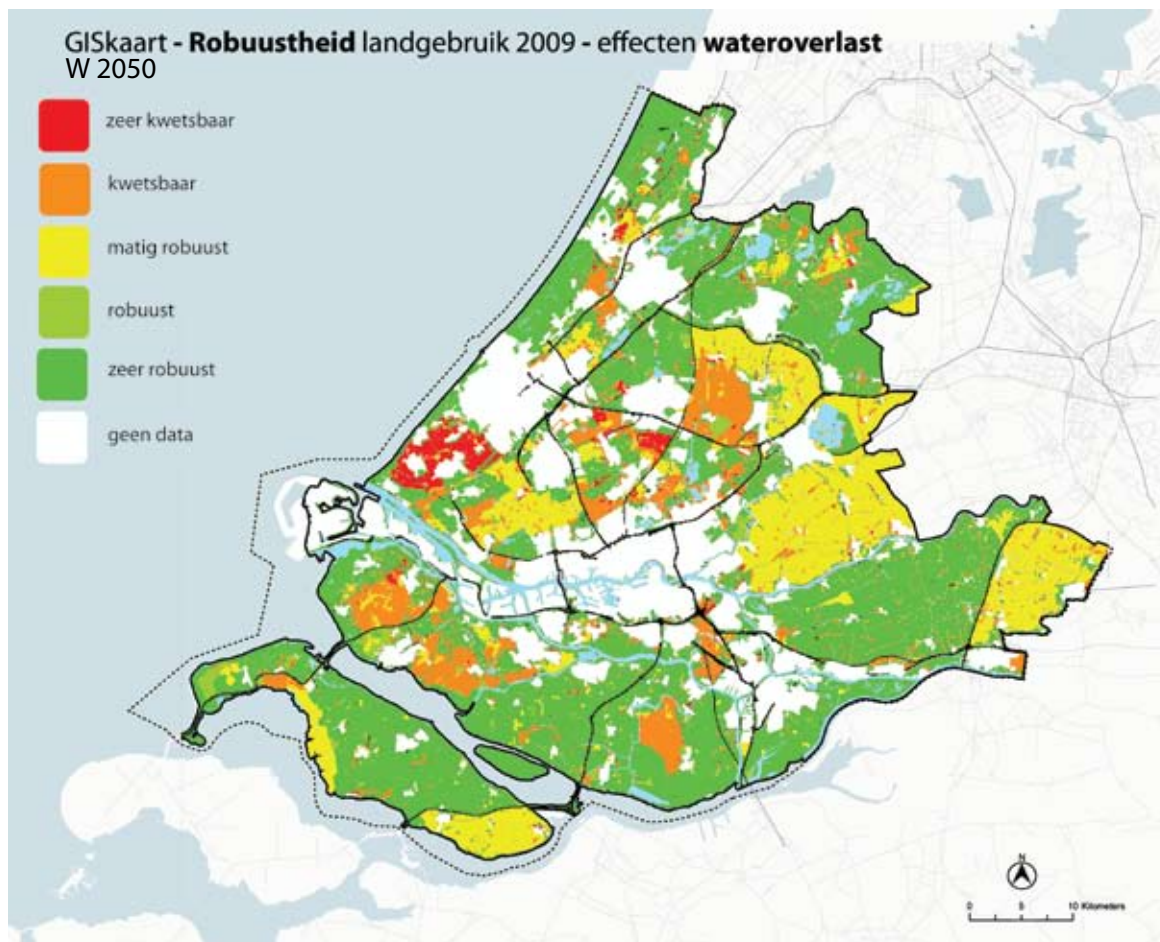 GISkaart - Robuustheid landgebruik 2009 - effecten wateroverlast
W 2050
zeer kwetsbaar
kwetsbaar
matig robuust
robuust
zeer robuust
geen data
N
0 5 10 Kilometers